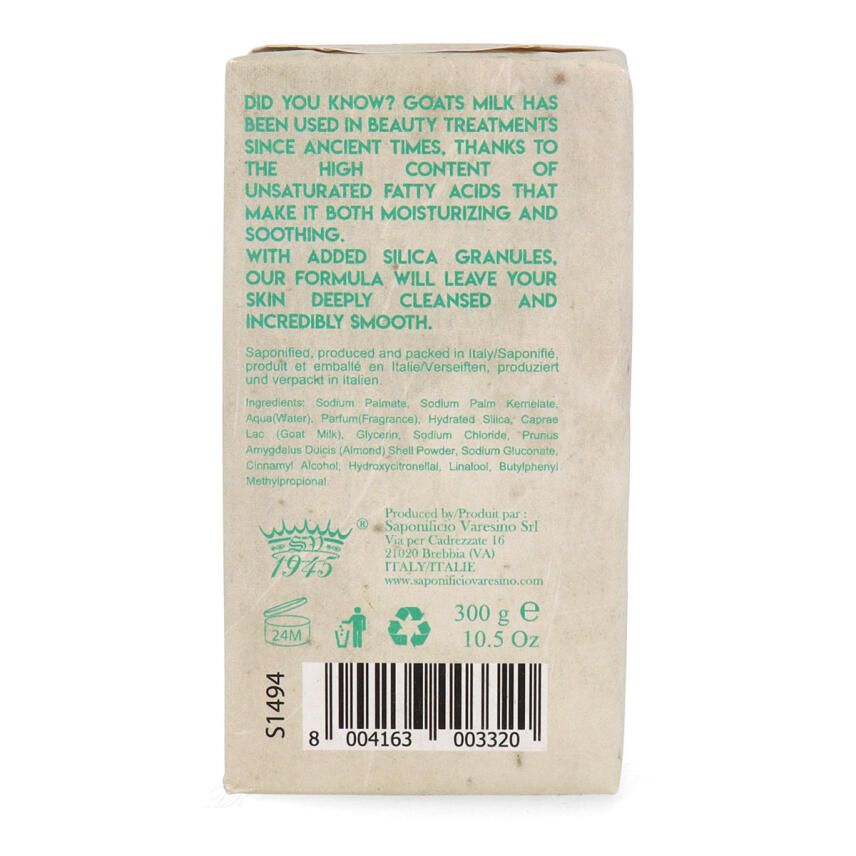 DID YOU KNOW? GOATS MILK HAS
BEEN USED IN BEAUTY TREATMENTS
SINCE ANCIENT TIMES, THANKS TO
THE HIGH CONTENT OF
UNSATURATED FATTY ACIDS THAT
MAKE IT BOTH MOISTURIZING AND
SOOTHING.
WITH ADDED SILICA GRANULES,
OUR FORMULA WILL LEAVE YOUR
SKIN DEEPLY CLEANSED AND
INCREDIBLY SMOOTH.
Saponified, produced and packed in Italy/Saponifié,
produit et emballé en Italie/Verseiften, produziert
und verpackt in italien.
Ingredients: Sodium Palmate, Sodium Palm Kernelate,
Aqua(Water), Parfum(Fragrance), Hydrated Silica, Caprae
Lac (Goat Milk), Glycerin, Sodium Chloride, Prunus
Amygdalus Dulcis (Almond) Shell Powder, Sodium Gluconate,
Cinnamyl Alcohol, Hydroxycitronellal, Linalool, Butylphenyl
Methylpropional.
SV ®
1945
Produced by/Produit par :
Saponificio Varesino Srl
Via per Cadrezzate 16
21020 Brebbia (VA)
ITALY/ITALIE
www.saponificiovaresino.com
24M
300 g e
10.5 Oz
S1494
8 004163 003320